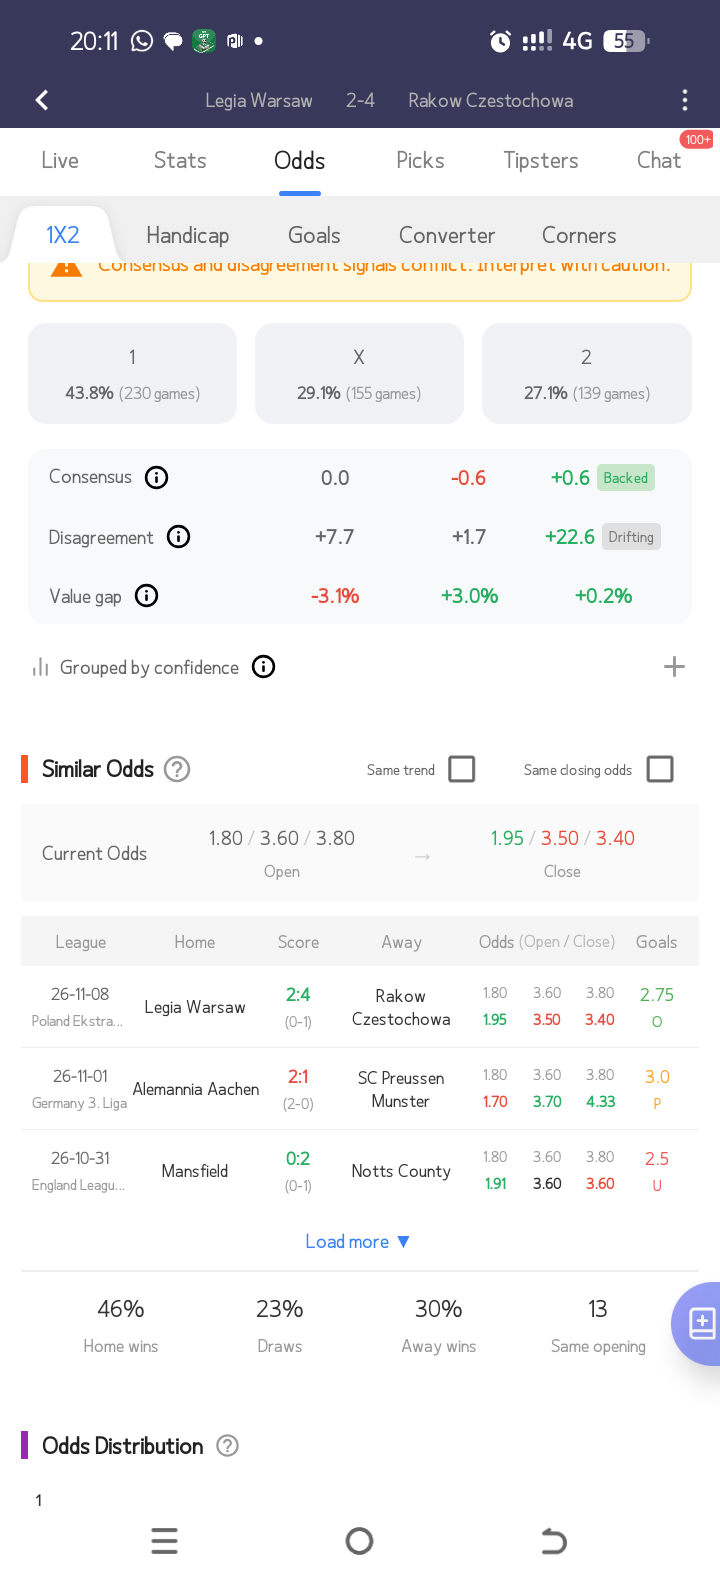 20:11
4G
55
Legia Warsaw 2-4 Rakow Czestochowa
100+
Live Stats Odds Picks Tipsters Chat
1X2 Handicap Goals Converter Corners
Consensus and disagreement signals conflict. Interpret with caution.
1 X 2
43.8% (230 games) 29.1% (155 games) 27.1% (139 games)
Consensus 0.0 -0.6 +0.6 Backed
Disagreement +7.7 +1.7 +22.6 Drifting
Value gap -3.1% +3.0% +0.2%
Grouped by confidence
Similar Odds Same trend Same closing odds
Current Odds 1.80 / 3.60 / 3.80 → 1.95 / 3.50 / 3.40
Open Close
League Home Score Away Odds (Open / Close) Goals
26-11-08 Legia Warsaw 2:4 Rakow Czestochowa 1.80 3.60 3.80 2.75
Poland Ekstra... (0-1) 1.95 3.50 3.40 O
26-11-01 Alemannia Aachen 2:1 SC Preussen Munster 1.80 3.60 3.80 3.0
Germany 3. Liga (2-0) 1.70 3.70 4.33 P
26-10-31 Mansfield 0:2 Notts County 1.80 3.60 3.80 2.5
England Leagu... (0-1) 1.91 3.60 3.60 U
Load more ▼
46% 23% 30% 13
Home wins Draws Away wins Same opening
Odds Distribution
1